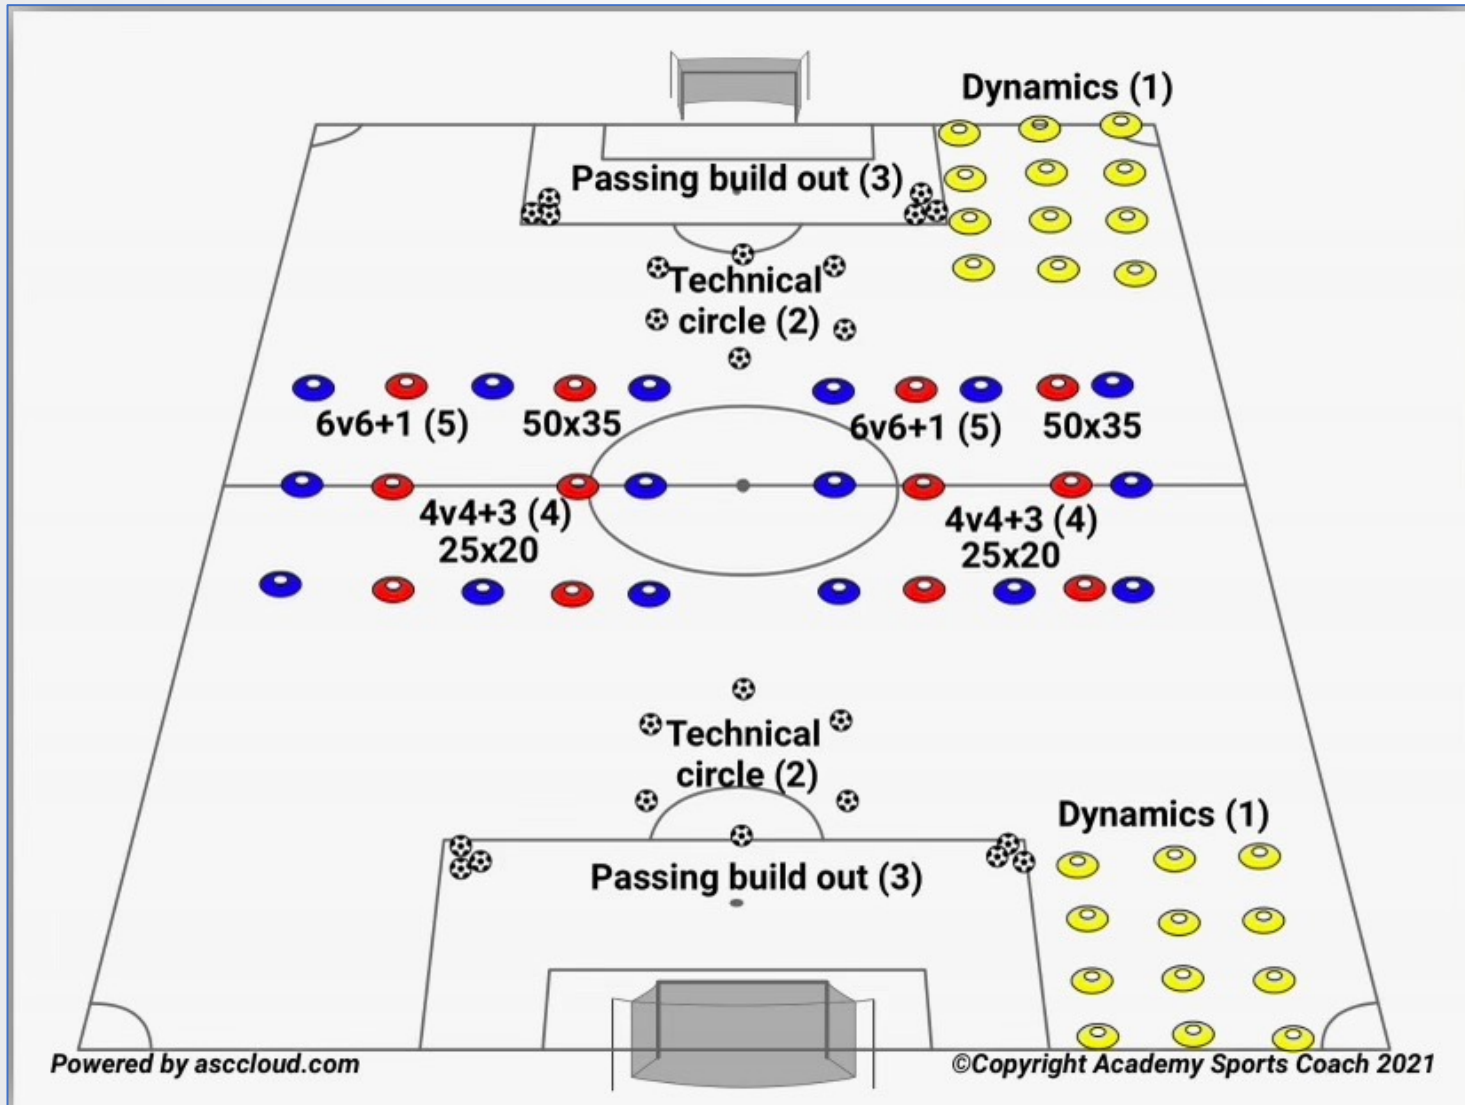 Dynamics (1)
Passing build out (3)
Technical
circle (2)
6v6+1 (5) 50x35
6v6+1 (5) 50x35
4v4+3 (4)
25x20
4v4+3 (4)
25x20
Technical
circle (2)
Dynamics (1)
Passing build out (3)
Powered by asccloud.com
©Copyright Academy Sports Coach 2021